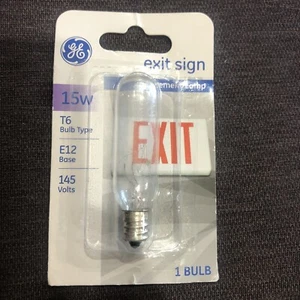 GE
exit sign
15w
T6
Bulb Type
E12
Base
145
Volts
EXIT
1 BULB